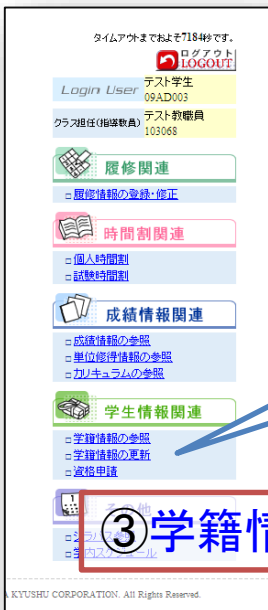 タイムアウトまでおよそ7184秒です。
ログアウト
LOGOUT
Login User
テスト学生
09AD003
クラス担任(指導教員)
テスト教職員
103068
履修関連
履修情報の登録・修正
時間割関連
個人時間割
試験時間割
成績情報関連
成績情報の参照
単位修得情報の参照
カリキュラムの参照
学生情報関連
学籍情報の参照
学籍情報の更新
資格申請
その他
③学籍情
KYUSHU CORPORATION. All Rights Reserved.